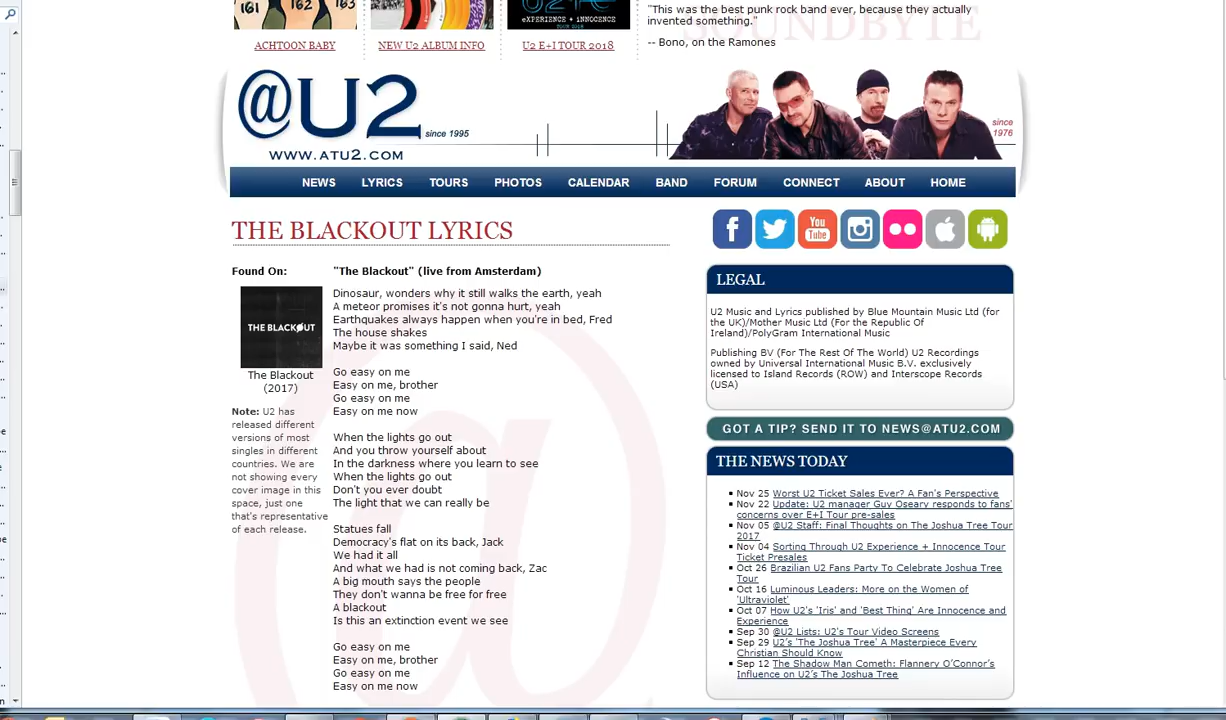 "This was the best punk rock band ever, because they actually
invented something."
SOUNDBYTE
-- Bono, on the Ramones
ACHTOON BABY
NEW U2 ALBUM INFO
eXPERIENCE + iNNOCENCE
U2 E+I TOUR 2018
@U2 since 1995
WWW.ATU2.COM
since
1976
NEWS LYRICS TOURS PHOTOS CALENDAR BAND FORUM CONNECT ABOUT HOME
THE BLACKOUT LYRICS
Found On:
THE BLACKOUT
The Blackout
(2017)
Note: U2 has
released different
versions of most
singles in different
countries. We are
not showing every
cover image in this
space, just one
that's representative
of each release.
"The Blackout" (live from Amsterdam)
Dinosaur, wonders why it still walks the earth, yeah
A meteor promises it's not gonna hurt, yeah
Earthquakes always happen when you're in bed, Fred
The house shakes
Maybe it was something I said, Ned
Go easy on me
Easy on me, brother
Go easy on me
Easy on me now
When the lights go out
And you throw yourself about
In the darkness where you learn to see
When the lights go out
Don't you ever doubt
The light that we can really be
Statues fall
Democracy's flat on its back, Jack
We had it all
And what we had is not coming back, Zac
A big mouth says the people
They don't wanna be free for free
A blackout
Is this an extinction event we see
Go easy on me
Easy on me, brother
Go easy on me
Easy on me now
f
You
Tube
LEGAL
U2 Music and Lyrics published by Blue Mountain Music Ltd (for
the UK)/Mother Music Ltd (For the Republic Of
Ireland)/PolyGram International Music
Publishing BV (For The Rest Of The World) U2 Recordings
owned by Universal International Music B.V. exclusively
licensed to Island Records (ROW) and Interscope Records
(USA)
GOT A TIP? SEND IT TO NEWS@ATU2.COM
THE NEWS TODAY
Nov 25 Worst U2 Ticket Sales Ever? A Fan's Perspective
Nov 22 Update: U2 manager Guy Oseary responds to fans'
concerns over E+I Tour pre-sales
Nov 05 @U2 Staff: Final Thoughts on The Joshua Tree Tour
2017
Nov 04 Sorting Through U2 Experience + Innocence Tour
Ticket Presales
Oct 26 Brazilian U2 Fans Party To Celebrate Joshua Tree
Tour
Oct 16 Luminous Leaders: More on the Women of
'Ultraviolet'
Oct 07 How U2's 'Iris' and 'Best Thing' Are Innocence and
Experience
Sep 30 @U2 Lists: U2's Tour Video Screens
Sep 29 U2's 'The Joshua Tree' A Masterpiece Every
Christian Should Know
Sep 12 The Shadow Man Cometh: Flannery O'Connor's
Influence on U2's The Joshua Tree